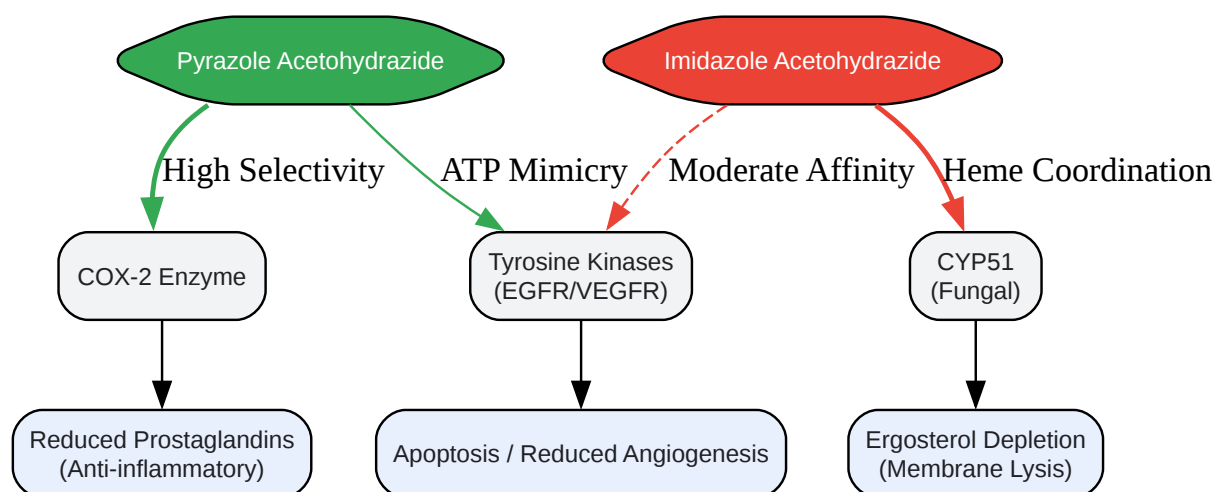 Pyrazole Acetohydrazide
Imidazole Acetohydrazide
High Selectivity
ATP Mimicry
Moderate Affinity
Heme Coordination
COX-2 Enzyme
Tyrosine Kinases
(EGFR/VEGFR)
CYP51
(Fungal)
Reduced Prostaglandins
(Anti-inflammatory)
Apoptosis / Reduced Angiogenesis
Ergosterol Depletion
(Membrane Lysis)